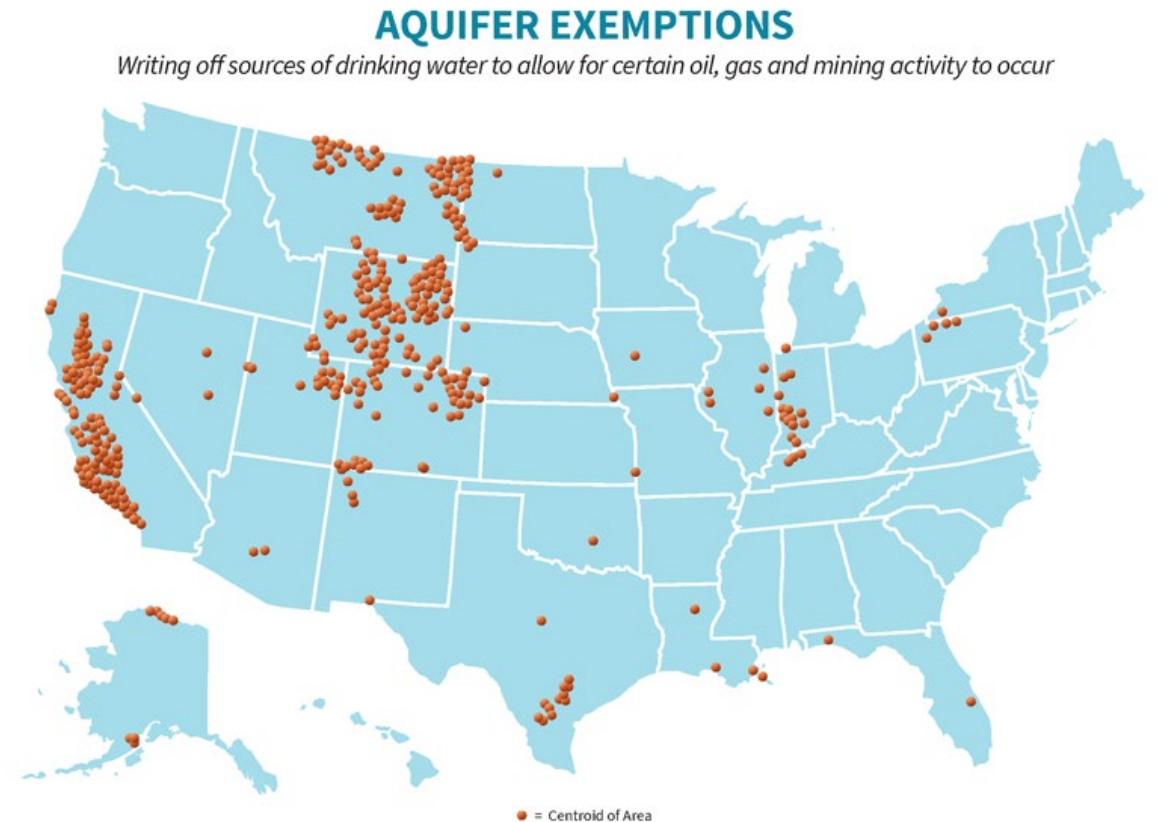 AQUIFER EXEMPTIONS
Writing off sources of drinking water to allow for certain oil, gas and mining activity to occur
= Centroid of Area